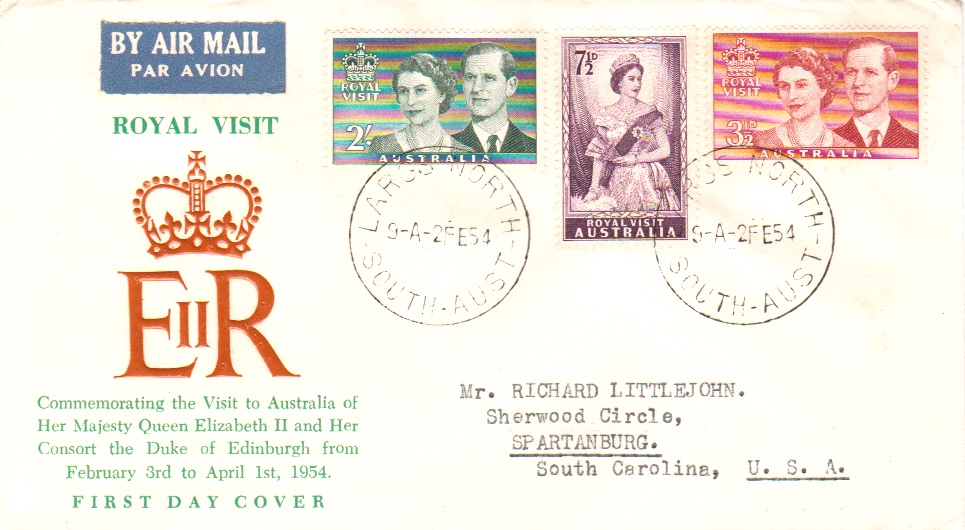 BY AIR MAIL
PAR AVION
ROYAL VISIT
EIIR
Commemorating the Visit to Australia of
Her Majesty Queen Elizabeth II and Her
Consort the Duke of Edinburgh from
February 3rd to April 1st, 1954.
FIRST DAY COVER
ROYAL
VISIT
2/-
AUSTRALIA
7½D
ROYAL VISIT
AUSTRALIA
ROYAL
VISIT
3½D
AUSTRALIA
LARGS NORTH
9-A-2FE54
SOUTH-AUST
LARGS NORTH
9-A-2FE54
SOUTH-AUST
Mr. RICHARD LITTLEJOHN.
Sherwood Circle,
SPARTANBURG.
South Carolina, U. S. A.